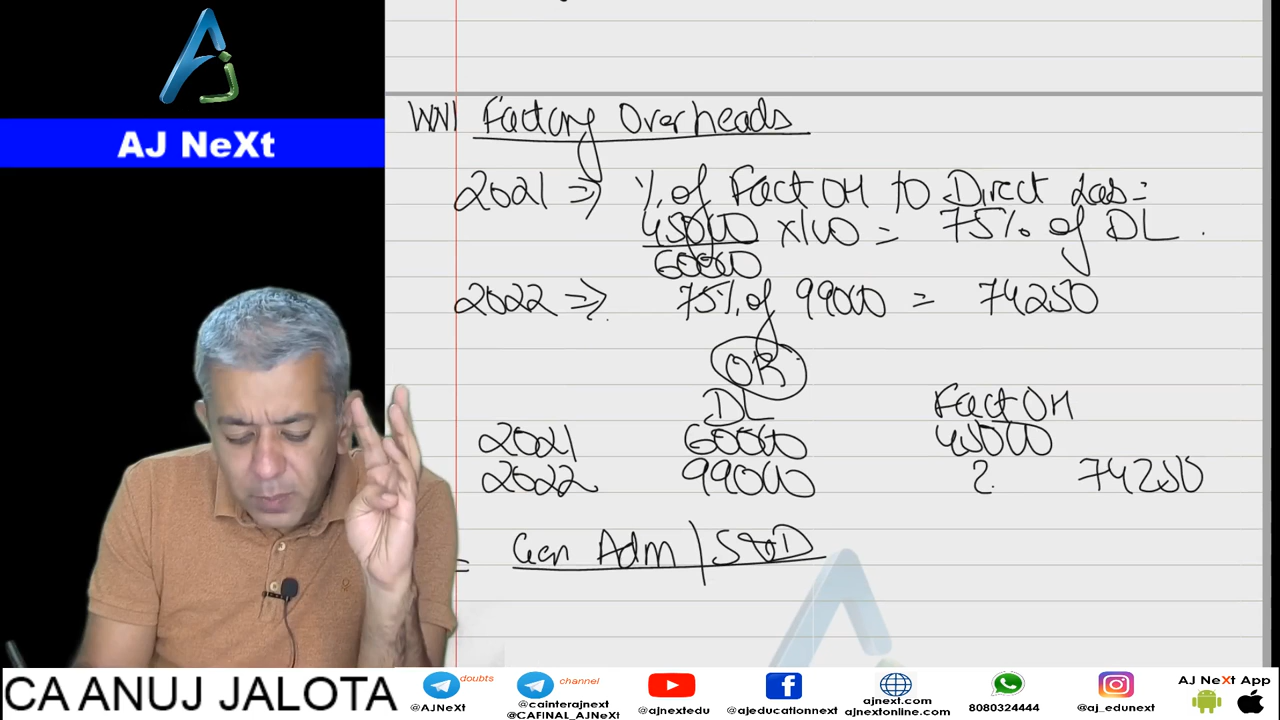 AJ NeXt
WN1 Factory Overheads
2021 ⇒ % of Fact OH to Direct Lab =
45000 x100 = 75% of DL .
60000
2022 ⇒ 75% of 99000 = 74250
OR
DL Fact OH
2021 60000 45000
2022 99000 ? 74250
= Gen Adm | S & D
CA ANUJ JALOTA
doubts
@AJNeXt
channel
@cainterajnext
@CAFINAL_AJNeXt
@ajnextedu
@ajeducationnext
ajnext.com
ajnextonline.com
8080324444
@aj_edunext
AJ NeXt App